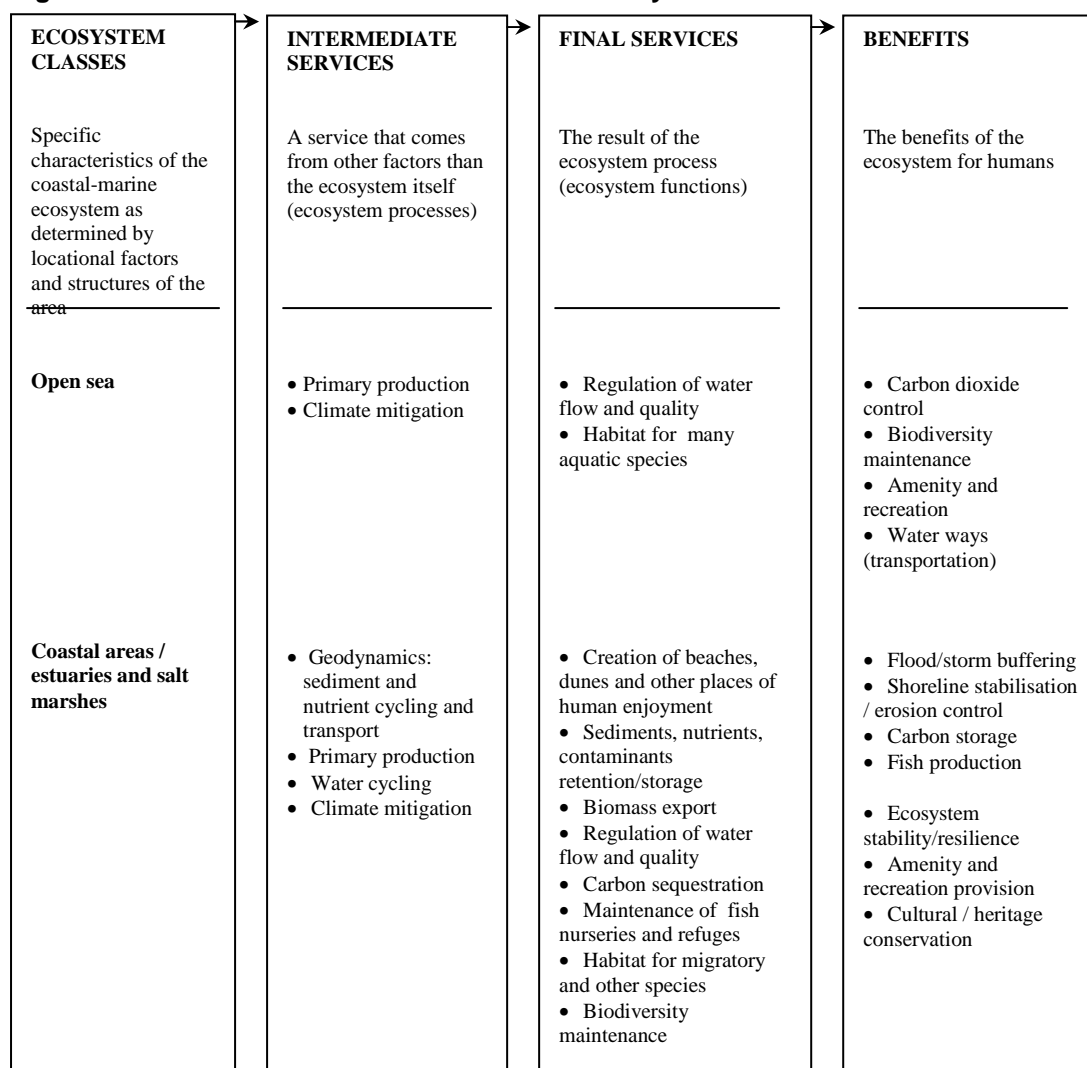 ECOSYSTEM
CLASSES
Specific
characteristics of the
coastal-marine
ecosystem as
determined by
locational factors
and structures of the
area
Open sea
Coastal areas /
estuaries and salt
marshes
INTERMEDIATE
SERVICES
A service that comes
from other factors than
the ecosystem itself
(ecosystem processes)
• Primary production
• Climate mitigation
• Geodynamics:
sediment and
nutrient cycling and
transport
• Primary production
• Water cycling
• Climate mitigation
FINAL SERVICES
The result of the
ecosystem process
(ecosystem functions)
• Regulation of water
flow and quality
• Habitat for many
aquatic species
• Creation of beaches,
dunes and other places of
human enjoyment
• Sediments, nutrients,
contaminants
retention/storage
• Biomass export
• Regulation of water
flow and quality
• Carbon sequestration
• Maintenance of fish
nurseries and refuges
• Habitat for migratory
and other species
• Biodiversity
maintenance
BENEFITS
The benefits of the
ecosystem for humans
• Carbon dioxide
control
• Biodiversity
maintenance
• Amenity and
recreation
• Water ways
(transportation)
• Flood/storm buffering
• Shoreline stabilisation
/ erosion control
• Carbon storage
• Fish production
• Ecosystem
stability/resilience
• Amenity and
recreation provision
• Cultural / heritage
conservation